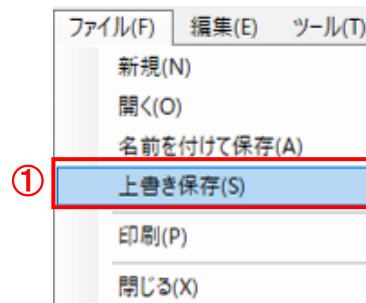 ファイル(F) 編集(E) ツール(T)
新規(N)
開く(O)
名前を付けて保存(A)
① 上書き保存(S)
印刷(P)
閉じる(X)